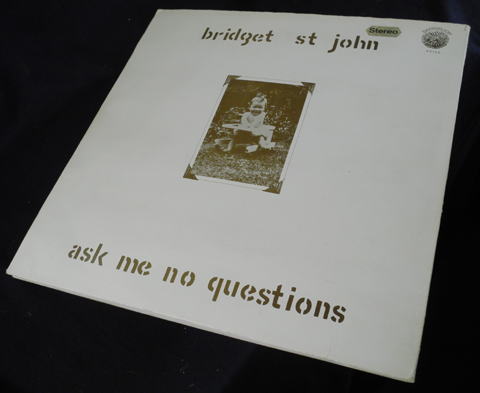 bridget st john
Stereo
ask me no questions